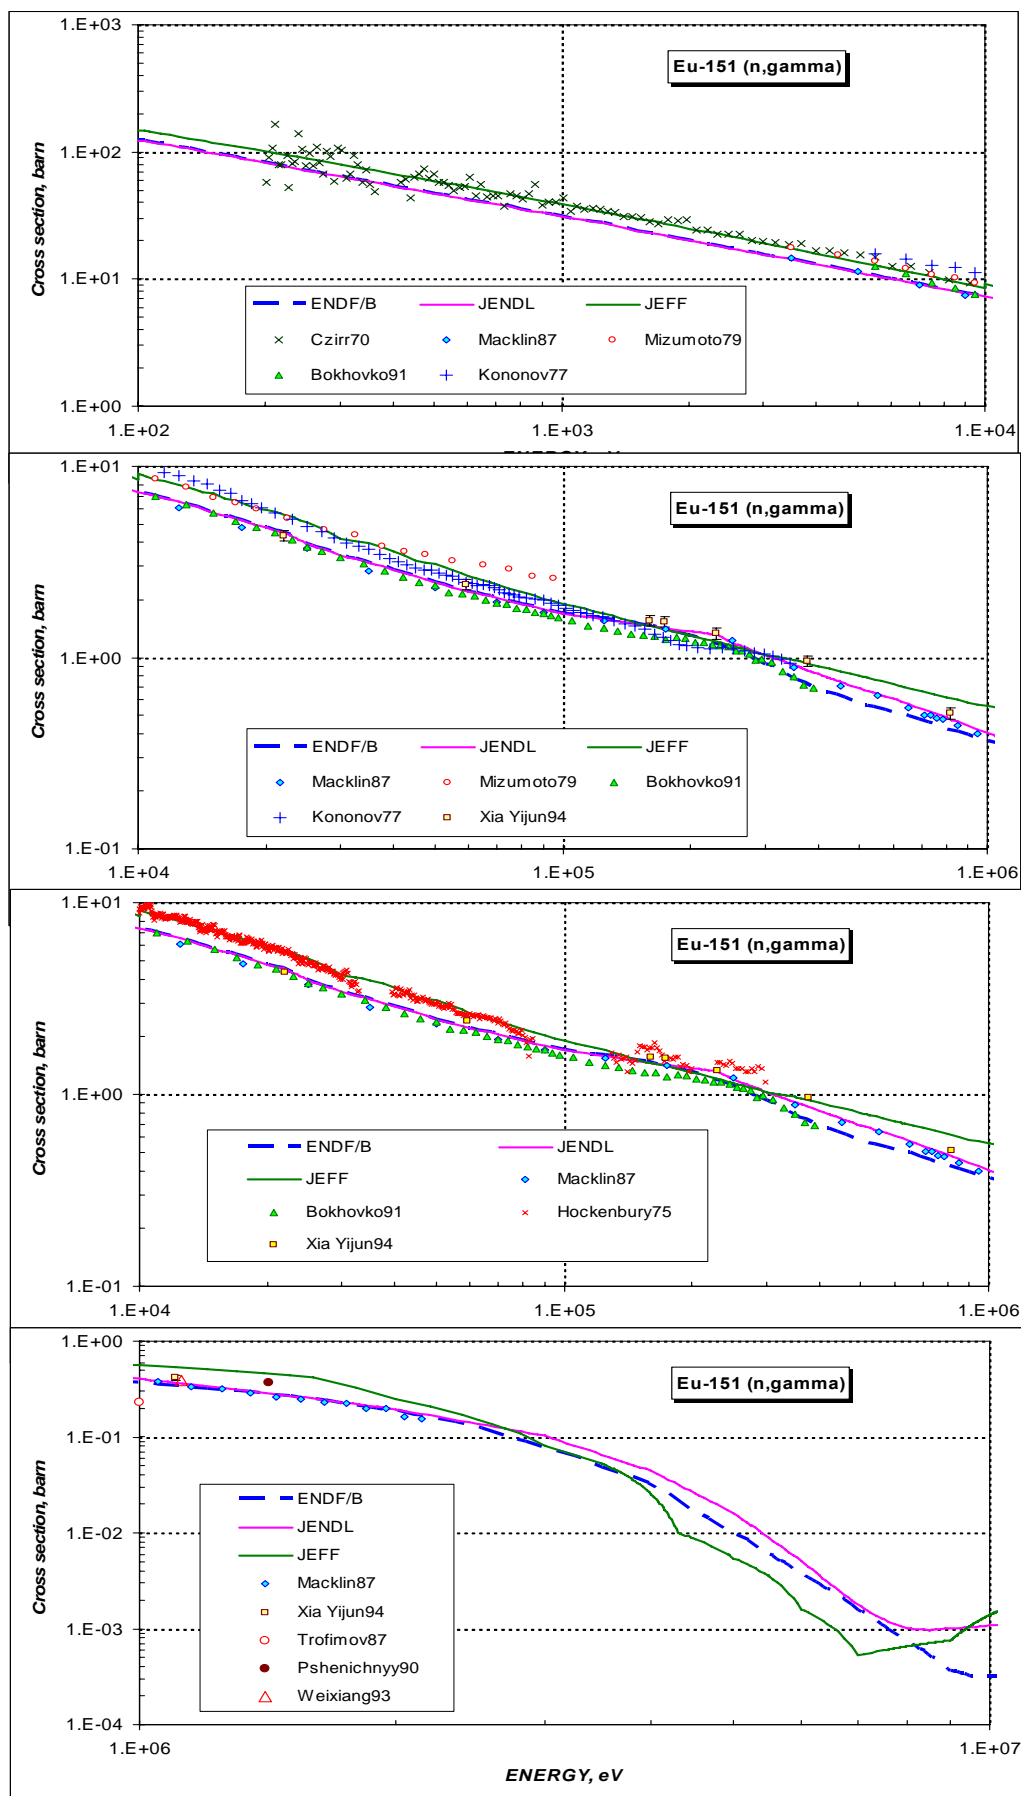 1.E+03
Eu-151 (n,gamma)
1.E+02
Cross section, barn
1.E+01
ENDF/B JENDL JEFF
Czirr70 Macklin87 Mizumoto79
Bokhovko91 Kononov77
1.E+00
1.E+02 1.E+03 1.E+04
1.E+01
Eu-151 (n,gamma)
Cross section, barn
1.E+00
ENDF/B JENDL JEFF
Macklin87 Mizumoto79 Bokhovko91
Kononov77 Xia Yijun94
1.E-01
1.E+04 1.E+05 1.E+06
1.E+01
Eu-151 (n,gamma)
Cross section, barn
1.E+00
ENDF/B JENDL
JEFF Macklin87
Bokhovko91 Hockenbury75
Xia Yijun94
1.E-01
1.E+04 1.E+05 1.E+06
1.E+00
Eu-151 (n,gamma)
1.E-01
Cross section, barn
ENDF/B
JENDL
1.E-02
JEFF
Macklin87
Xia Yijun94
1.E-03
Trofimov87
Pshenichnyy90
Weixiang93
1.E-04
1.E+06 1.E+07
ENERGY, eV